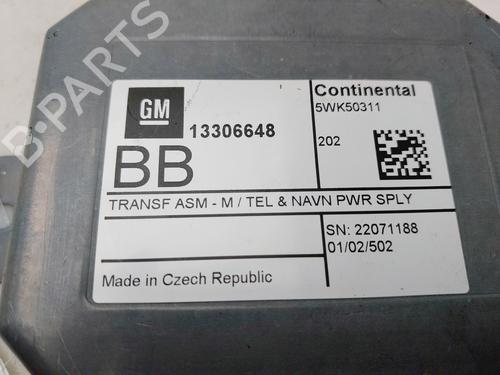 GM
13306648
BB
Continental
5WK50311
202
TRANSF ASM - M / TEL & NAVN PWR SPLY
SN: 22071188
01/02/502
Made in Czech Republic
B-PARTS